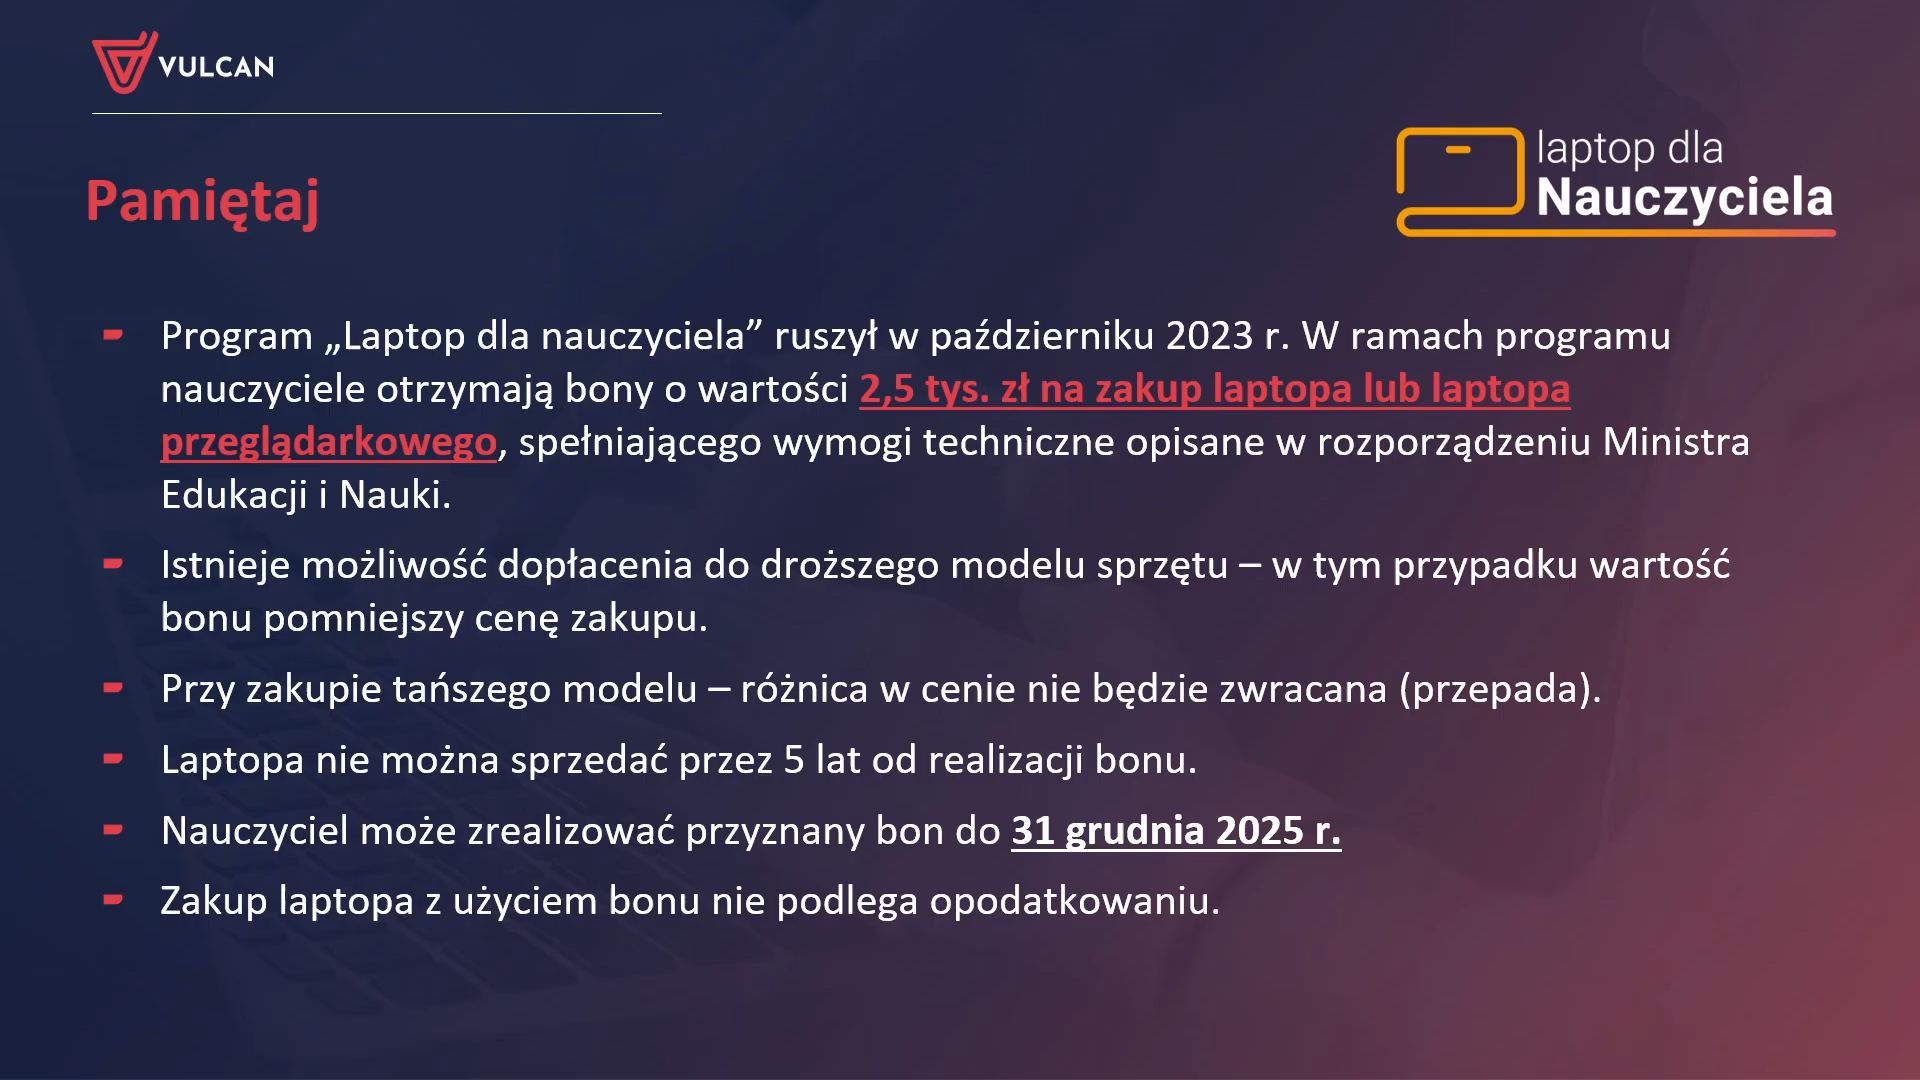 VULCAN
laptop dla
Nauczyciela
Pamiętaj
Program „Laptop dla nauczyciela” ruszył w październiku 2023 r. W ramach programu
nauczyciele otrzymają bony o wartości 2,5 tys. zł na zakup laptopa lub laptopa
przeglądarkowego, spełniającego wymogi techniczne opisane w rozporządzeniu Ministra
Edukacji i Nauki.
Istnieje możliwość dopłacenia do droższego modelu sprzętu – w tym przypadku wartość
bonu pomniejszy cenę zakupu.
Przy zakupie tańszego modelu – różnica w cenie nie będzie zwracana (przepada).
Laptopa nie można sprzedać przez 5 lat od realizacji bonu.
Nauczyciel może zrealizować przyznany bon do 31 grudnia 2025 r.
Zakup laptopa z użyciem bonu nie podlega opodatkowaniu.